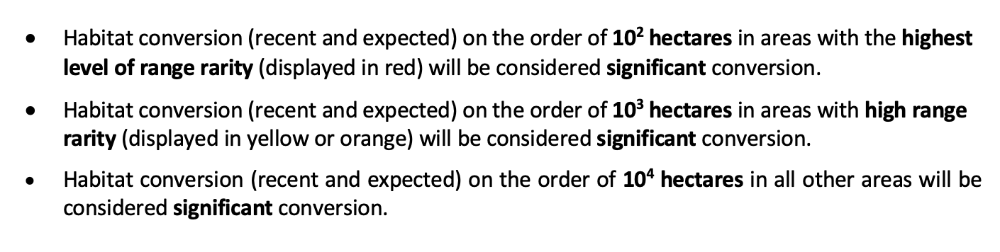 • Habitat conversion (recent and expected) on the order of 10² hectares in areas with the highest
level of range rarity (displayed in red) will be considered significant conversion.
• Habitat conversion (recent and expected) on the order of 10³ hectares in areas with high range
rarity (displayed in yellow or orange) will be considered significant conversion.
• Habitat conversion (recent and expected) on the order of 10⁴ hectares in all other areas will be
considered significant conversion.